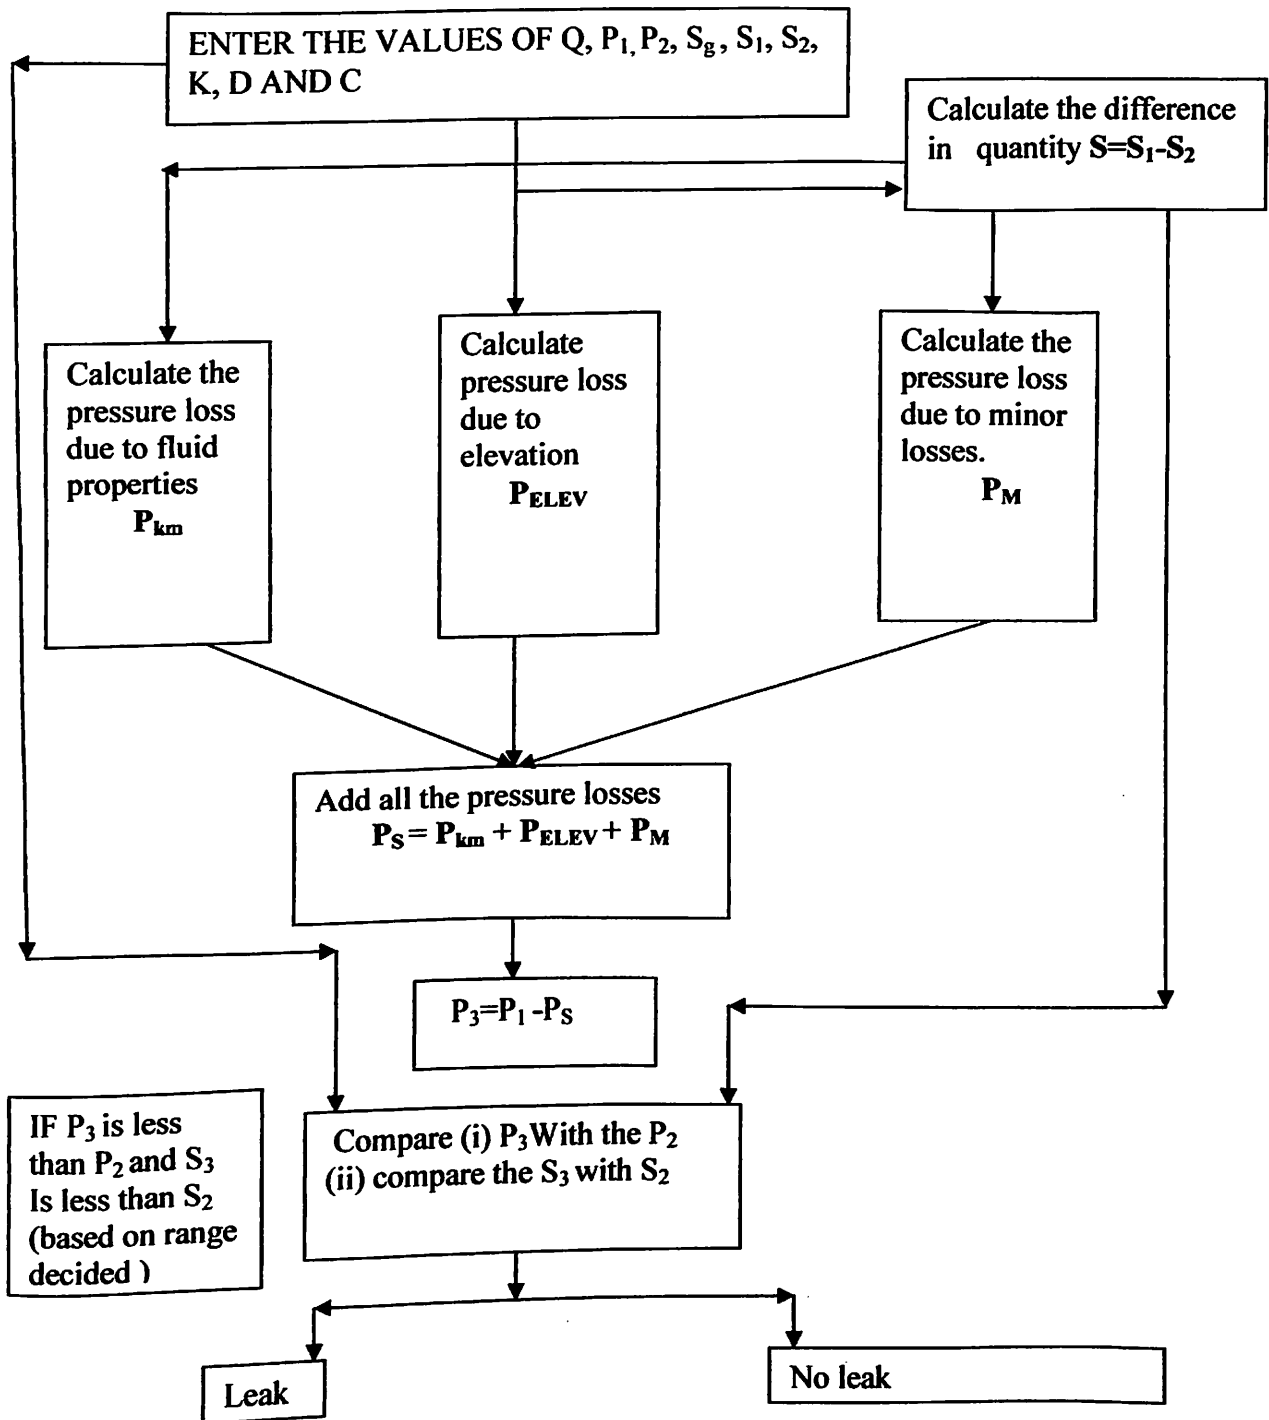 ENTER THE VALUES OF Q, P₁, P₂, Sg, S₁, S₂,
K, D AND C
Calculate the difference
in quantity S=S₁-S₂
Calculate the
pressure loss
due to fluid
properties
Pkm
Calculate
pressure loss
due to
elevation
PELEV
Calculate the
pressure loss
due to minor
losses.
PM
Add all the pressure losses
PS= Pkm + PELEV + PM
P₃=P₁ -PS
IF P₃ is less
than P₂ and S₃
Is less than S₂
(based on range
decided )
Compare (i) P₃ With the P₂
(ii) compare the S₃ with S₂
Leak
No leak